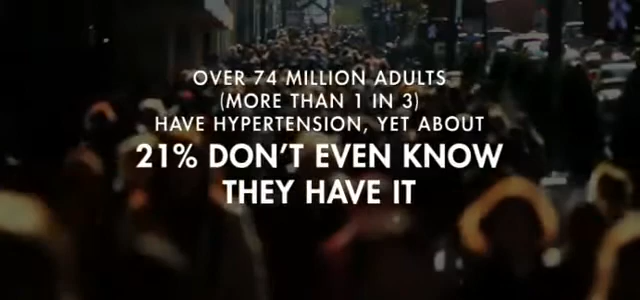 OVER 74 MILLION ADULTS
(MORE THAN 1 IN 3)
HAVE HYPERTENSION, YET ABOUT
21% DON'T EVEN KNOW
THEY HAVE IT